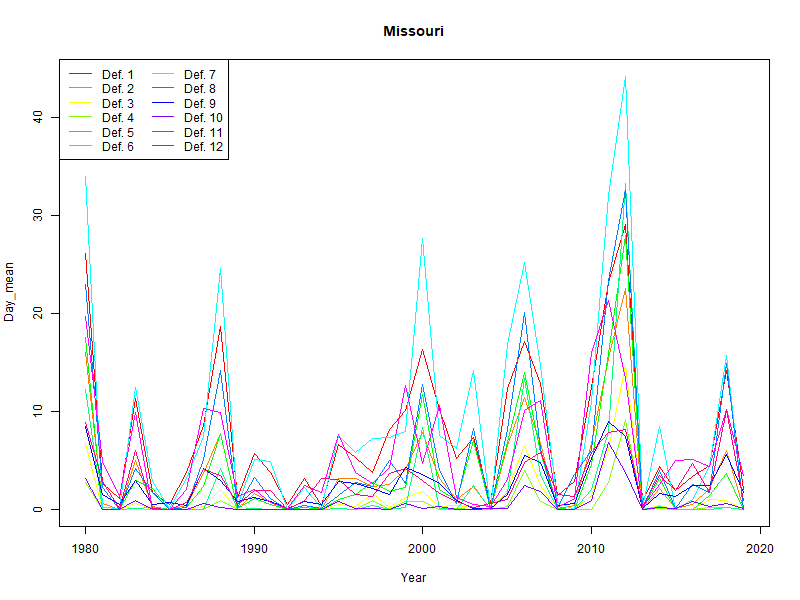 Missouri
Def. 1 Def. 7
Def. 2 Def. 8
Def. 3 Def. 9
Def. 4 Def. 10
Def. 5 Def. 11
Def. 6 Def. 12
40
30
20
10
0
Day_mean
1980 1990 2000 2010 2020
Year